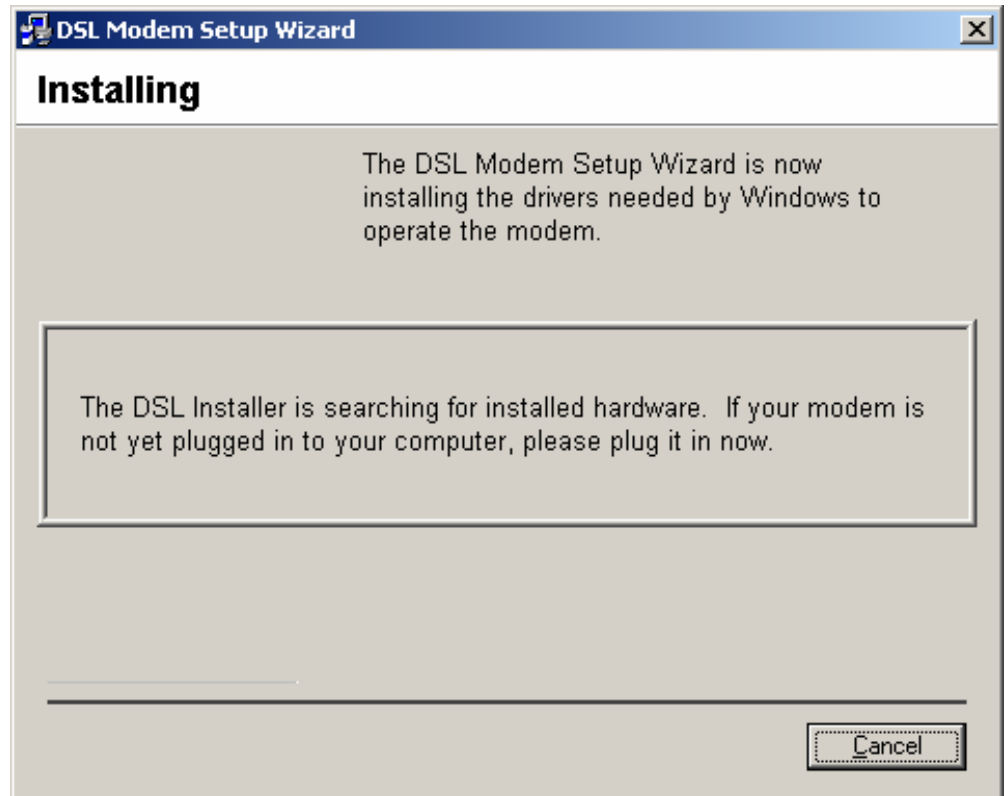 DSL Modem Setup Wizard
Installing
The DSL Modem Setup Wizard is now
installing the drivers needed by Windows to
operate the modem.
The DSL Installer is searching for installed hardware.  If your modem is
not yet plugged in to your computer, please plug it in now.
Cancel